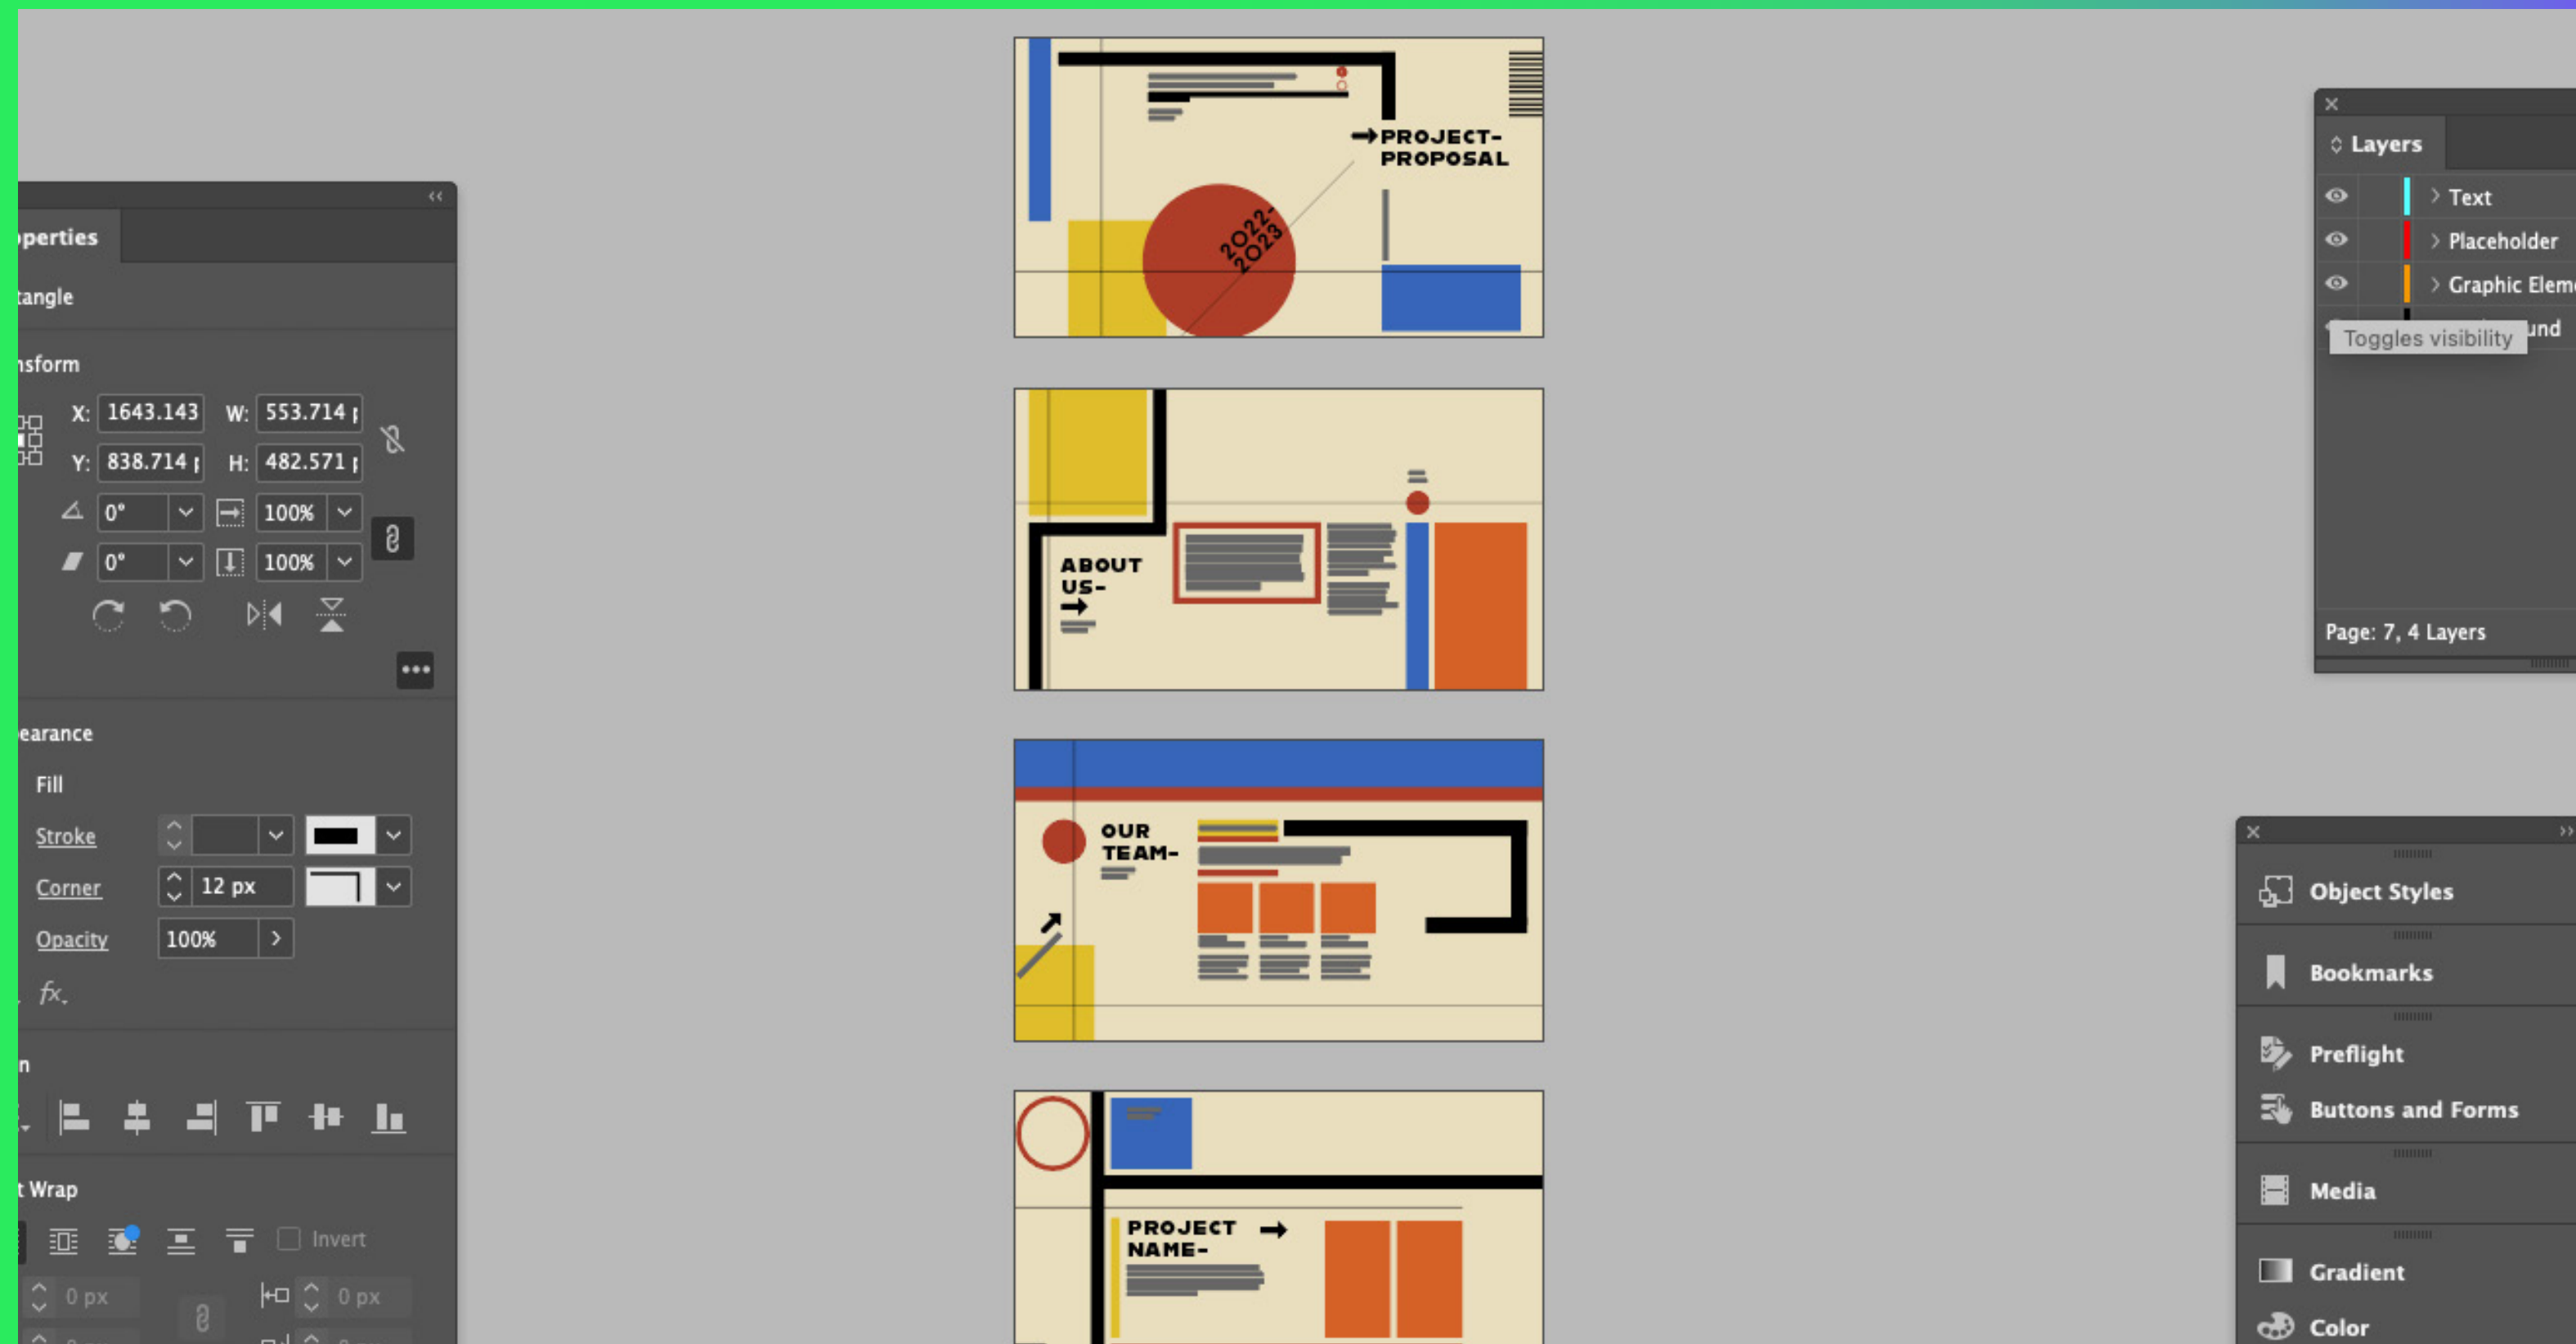 PROJECT-
PROPOSAL
2022-
2023
ABOUT
US-
OUR
TEAM-
PROJECT
NAME-
operties
tangle
nsform
X: 1643.143 W: 553.714 p
Y: 838.714 p H: 482.571 p
0° 100%
0° 100%
earance
Fill
Stroke
Corner 12 px
Opacity 100%
fx.
n
t Wrap
Invert
0 px 0 px
Layers
Text
Placeholder
Graphic Eleme
und
Toggles visibility
Page: 7, 4 Layers
Object Styles
Bookmarks
Preflight
Buttons and Forms
Media
Gradient
Color